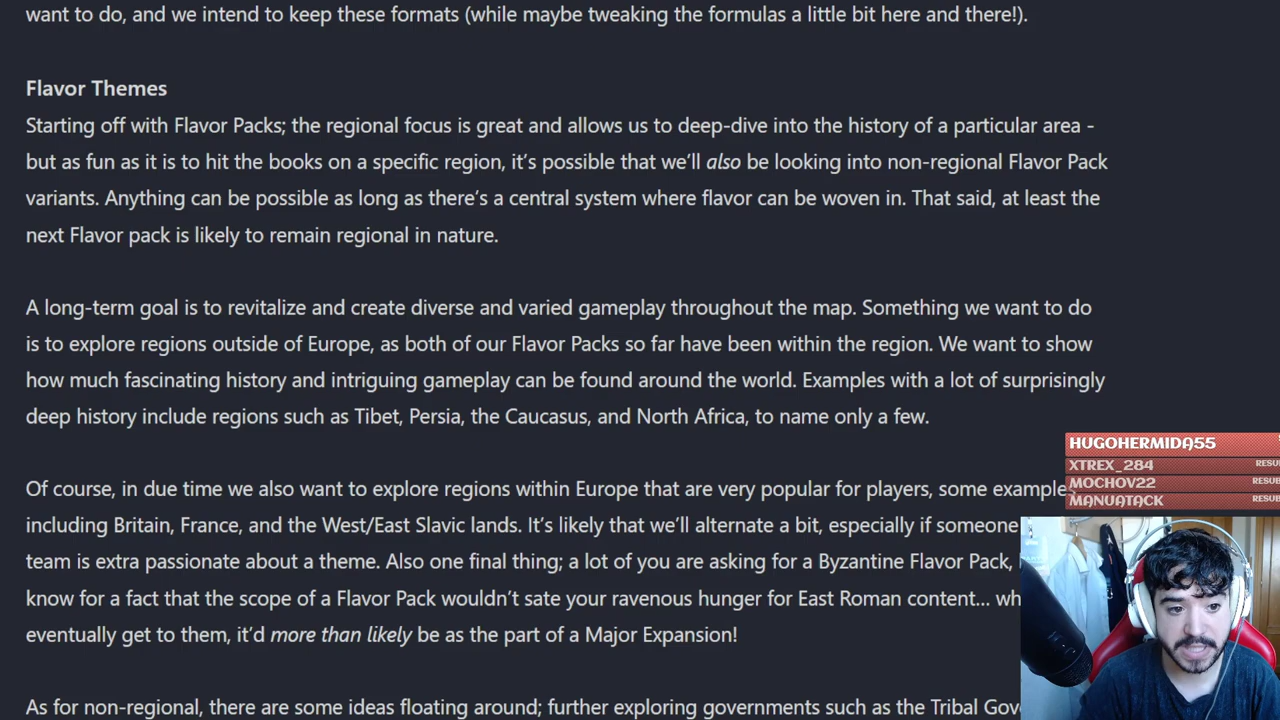 want to do, and we intend to keep these formats (while maybe tweaking the formulas a little bit here and there!).
Flavor Themes
Starting off with Flavor Packs; the regional focus is great and allows us to deep-dive into the history of a particular area -
but as fun as it is to hit the books on a specific region, it's possible that we'll also be looking into non-regional Flavor Pack
variants. Anything can be possible as long as there's a central system where flavor can be woven in. That said, at least the
next Flavor pack is likely to remain regional in nature.
A long-term goal is to revitalize and create diverse and varied gameplay throughout the map. Something we want to do
is to explore regions outside of Europe, as both of our Flavor Packs so far have been within the region. We want to show
how much fascinating history and intriguing gameplay can be found around the world. Examples with a lot of surprisingly
deep history include regions such as Tibet, Persia, the Caucasus, and North Africa, to name only a few.
HUGOHERMIDA55
XTREX_284 RESU
MOCHOV22 RESUB
MANUATACK RESUB
Of course, in due time we also want to explore regions within Europe that are very popular for players, some example
including Britain, France, and the West/East Slavic lands. It's likely that we'll alternate a bit, especially if someone
team is extra passionate about a theme. Also one final thing; a lot of you are asking for a Byzantine Flavor Pack,
know for a fact that the scope of a Flavor Pack wouldn't sate your ravenous hunger for East Roman content... wh
eventually get to them, it'd more than likely be as the part of a Major Expansion!
As for non-regional, there are some ideas floating around; further exploring governments such as the Tribal Gov